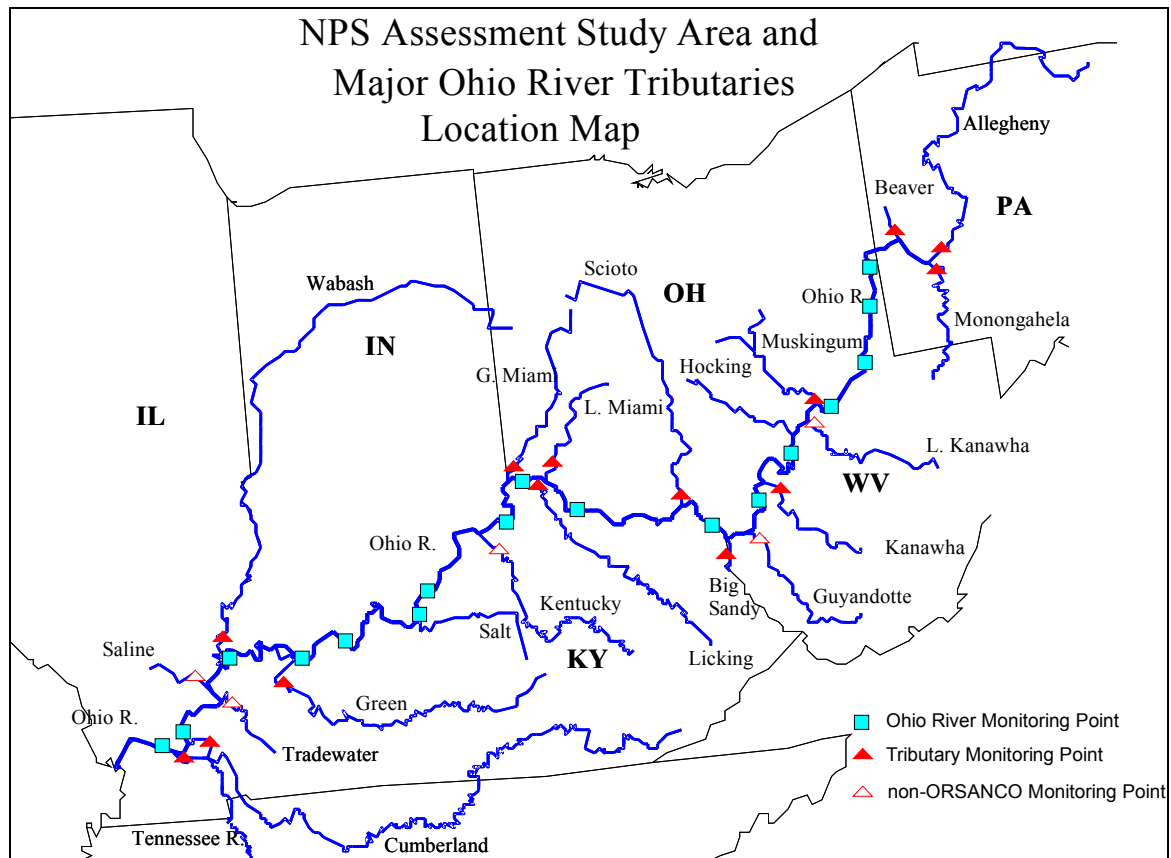 NPS Assessment Study Area and
Major Ohio River Tributaries
Location Map
Allegheny
Beaver
PA
Scioto
Wabash
OH
Ohio R
Monongahela
Muskingum
IN
Hocking
G. Miami
L. Miami
IL
L. Kanawha
WV
Ohio R.
Kanawha
Big
Sandy
Guyandotte
Kentucky
Salt
Saline
KY
Licking
Green
Ohio R.
Tradewater
Tennessee R.
Cumberland
Ohio River Monitoring Point
Tributary Monitoring Point
non-ORSANCO Monitoring Point